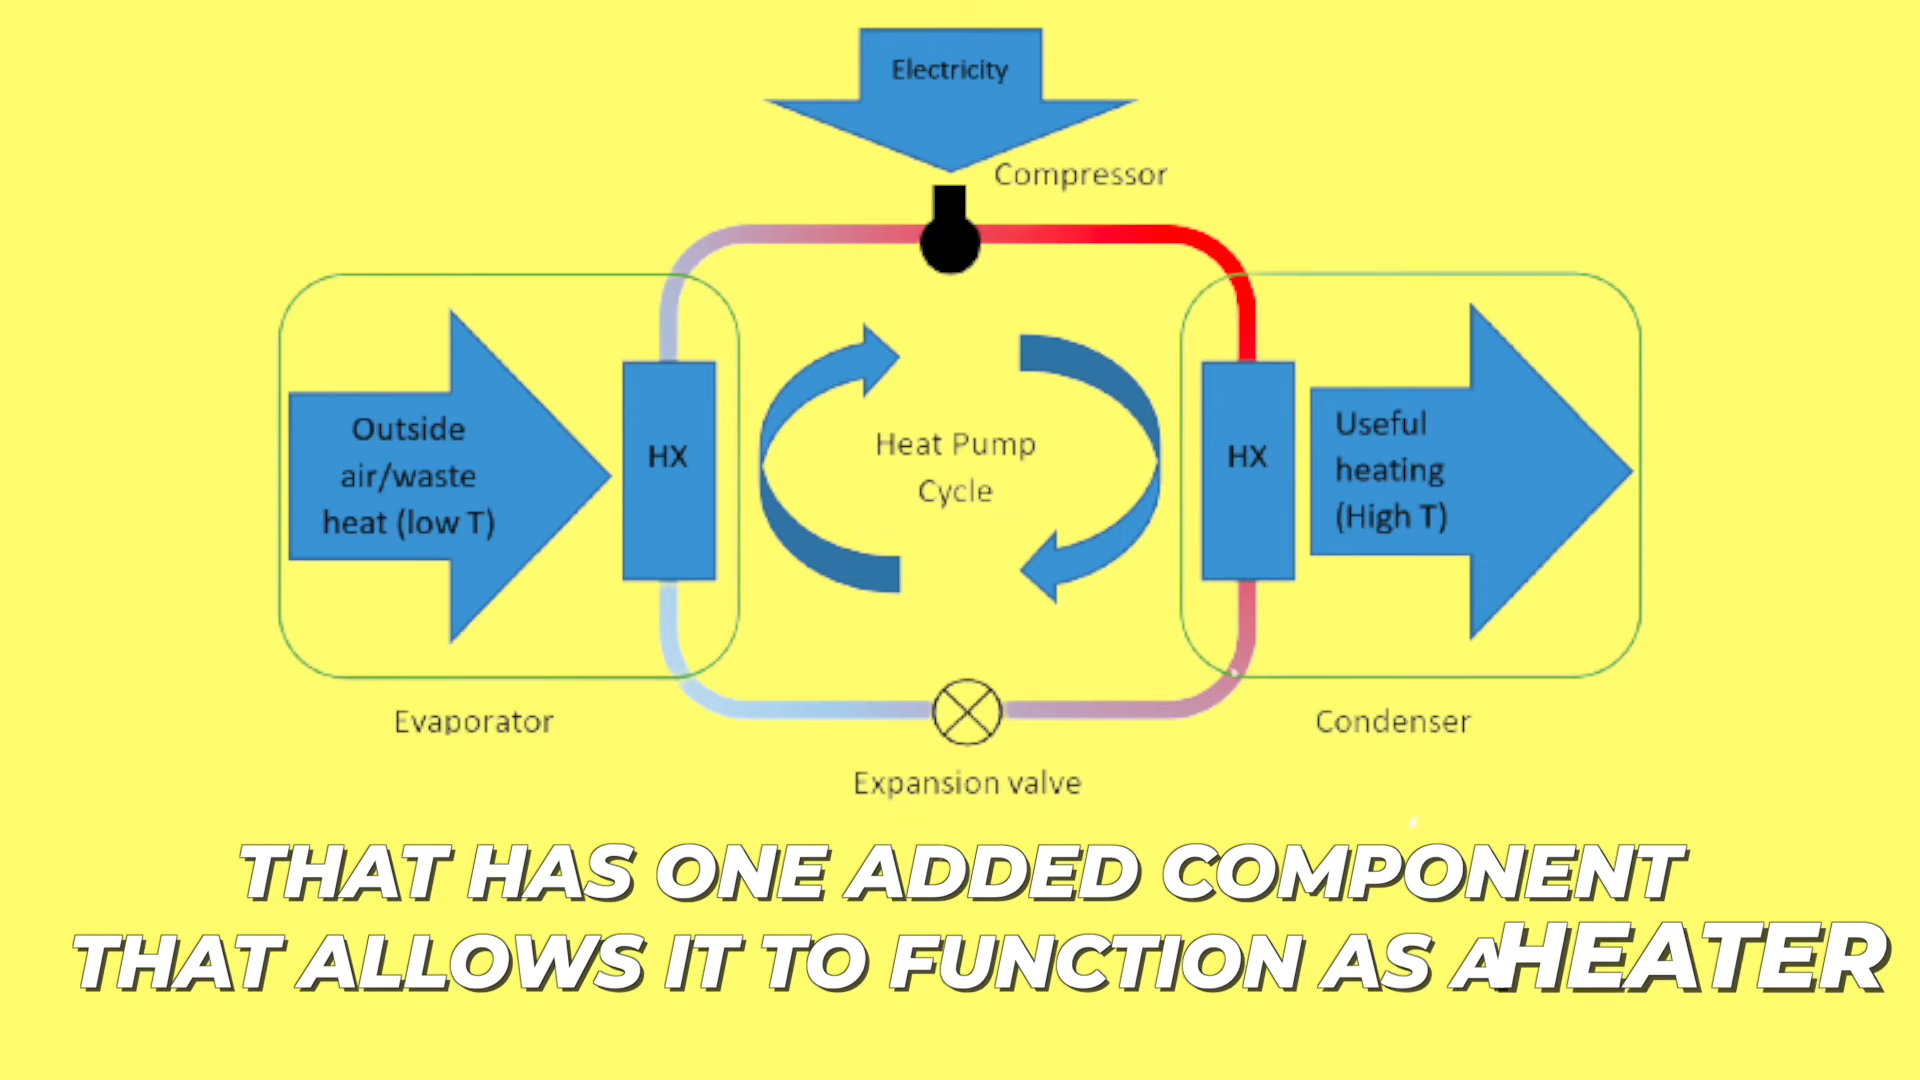 Electricity
Compressor
Outside
air/waste
heat (low T)
HX
Heat Pump
Cycle
HX
Useful
heating
(High T)
Evaporator
Condenser
Expansion valve
THAT HAS ONE ADDED COMPONENT
THAT ALLOWS IT TO FUNCTION AS A HEATER